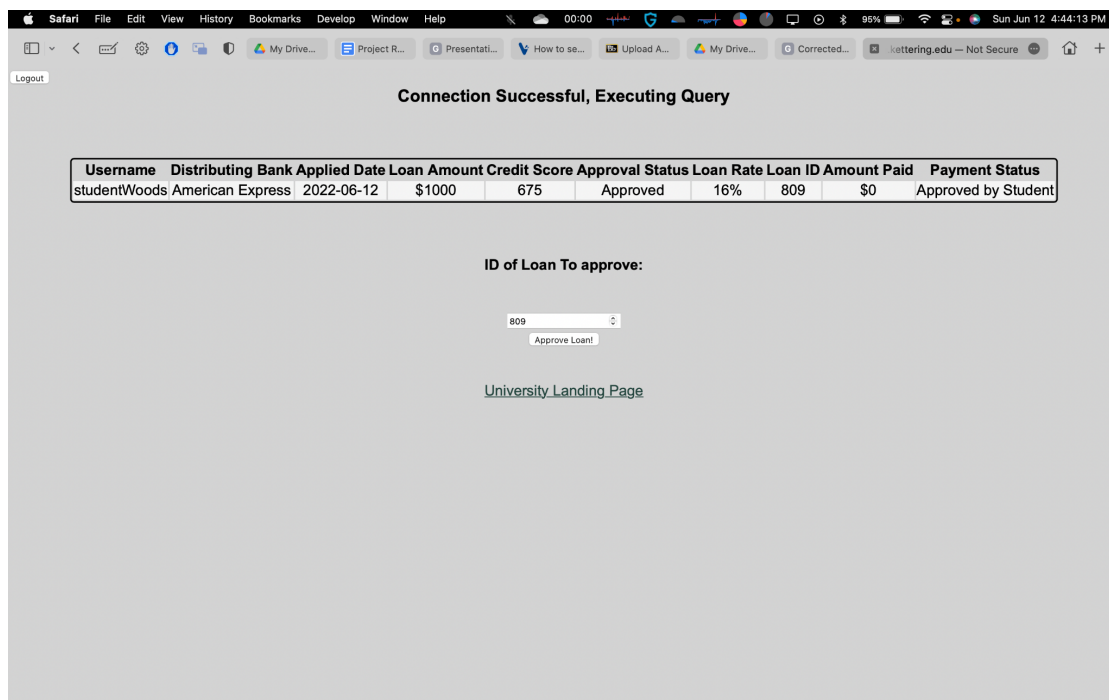 Safari File Edit View History Bookmarks Develop Window Help 00:00 95% Sun Jun 12 4:44:13 PM
My Drive... Project R... Presentati... How to se... Upload A... My Drive... Corrected... .kettering.edu — Not Secure
Logout
Connection Successful, Executing Query
Username Distributing Bank Applied Date Loan Amount Credit Score Approval Status Loan Rate Loan ID Amount Paid Payment Status
studentWoods American Express 2022-06-12 $1000 675 Approved 16% 809 $0 Approved by Student
ID of Loan To approve:
809
Approve Loan!
University Landing Page